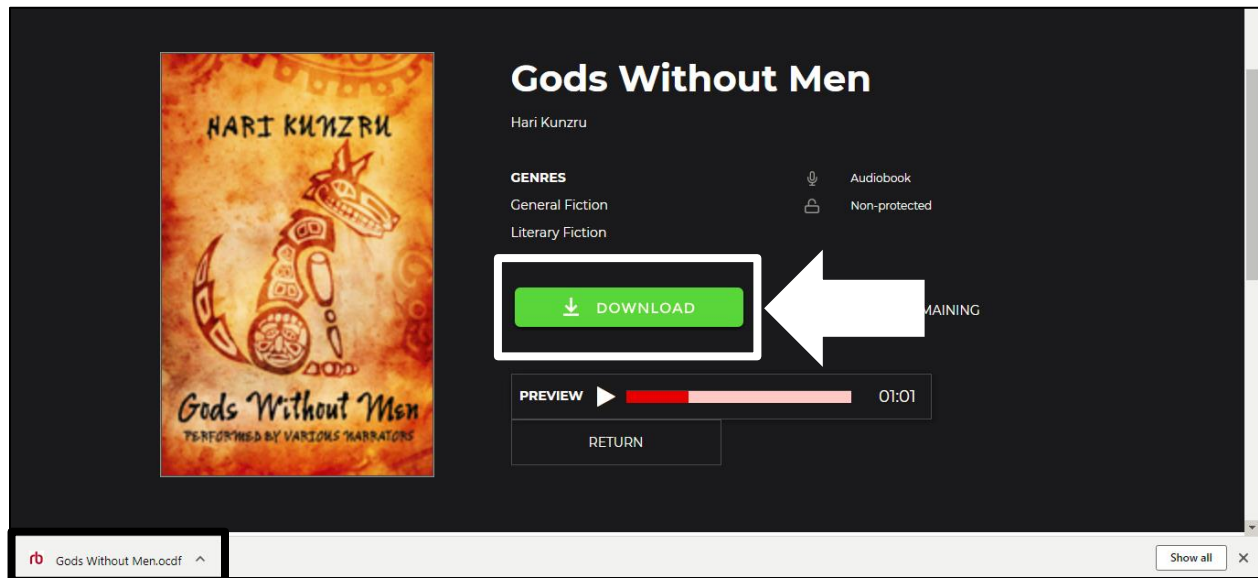 HARI KUNZRU
Gods Without Men
PERFORMED BY VARIOUS NARRATORS
Gods Without Men
Hari Kunzru
GENRES
Audiobook
General Fiction
Non-protected
Literary Fiction
DOWNLOAD
MAINING
PREVIEW 01:01
RETURN
rb Gods Without Men.ocdf
Show all